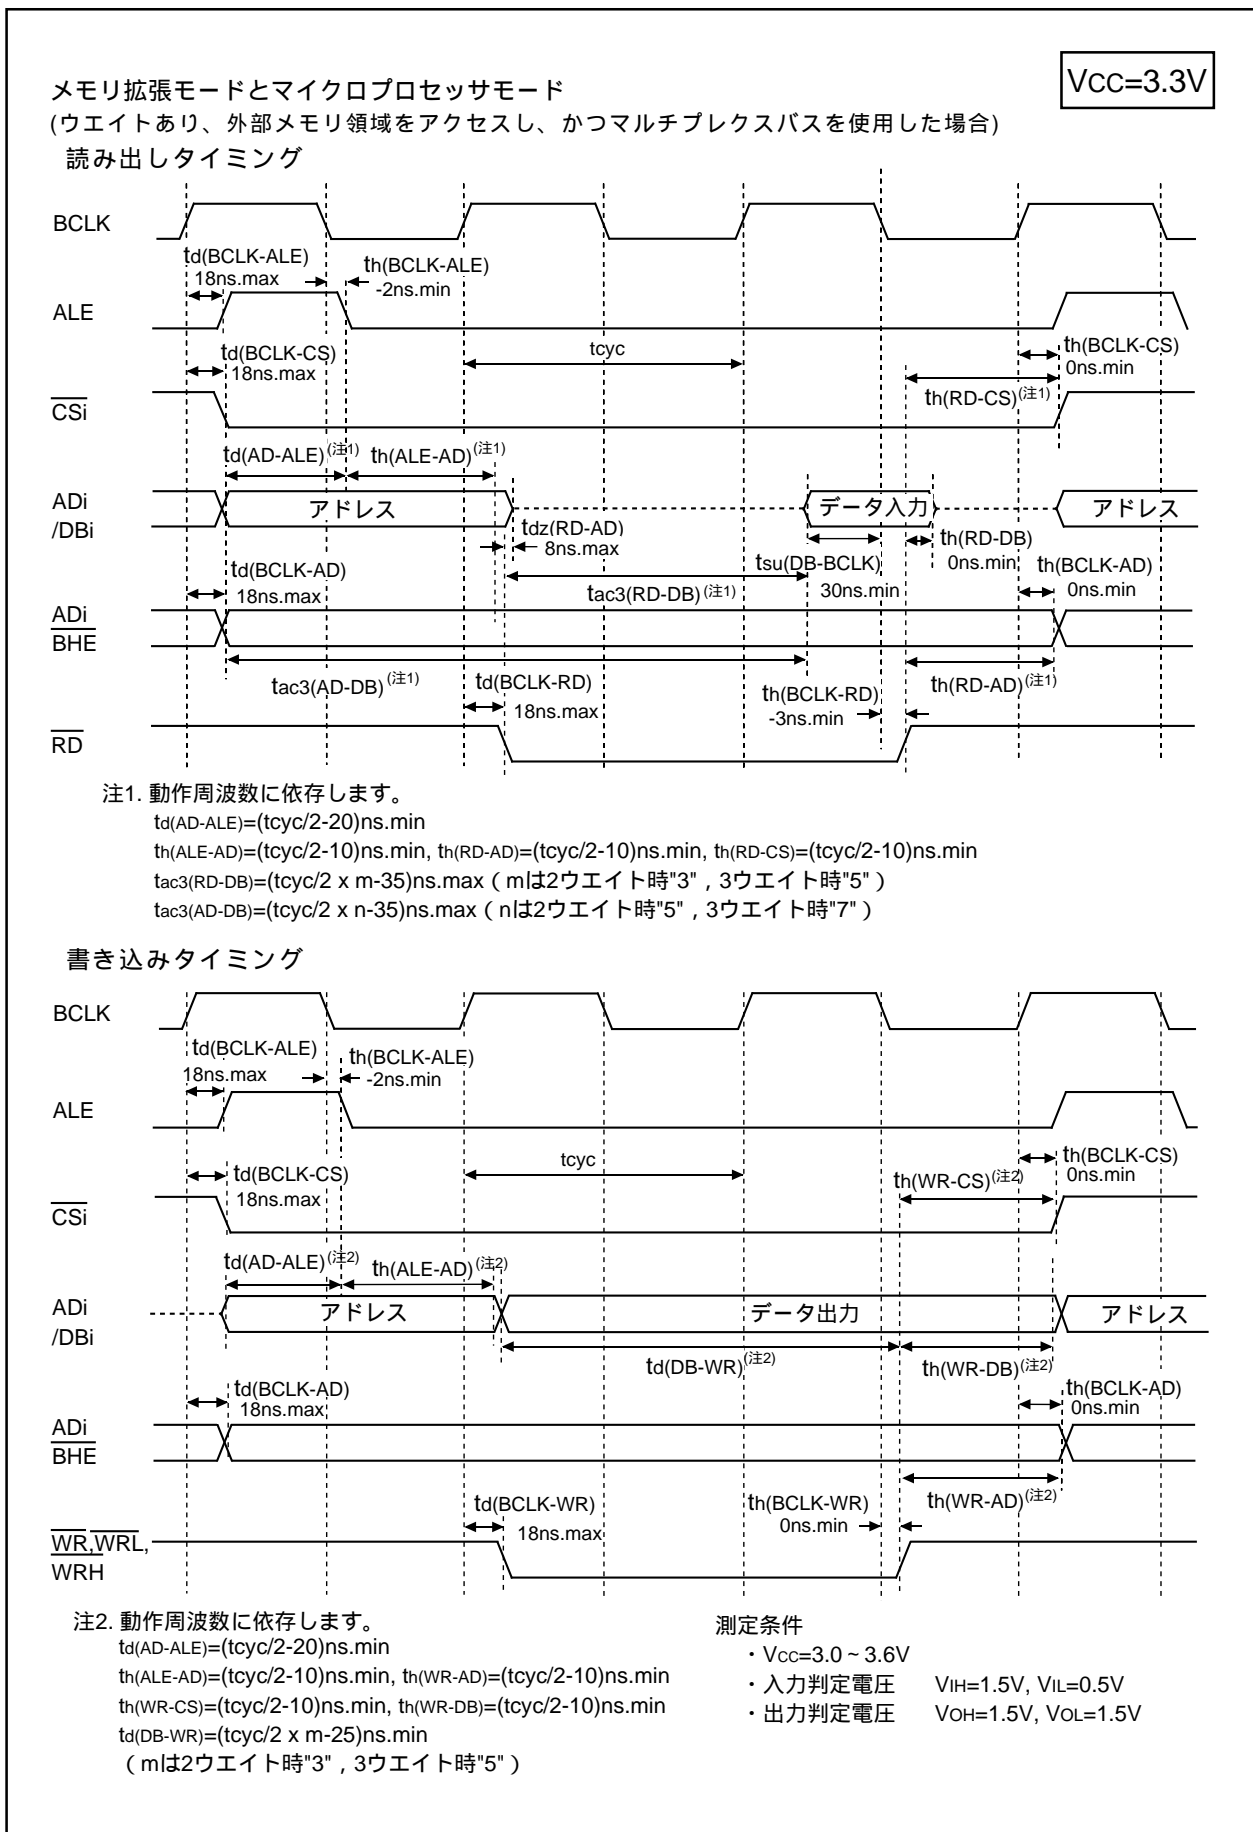 メモリ拡張モードとマイクロプロセッサモード
VCC=3.3V
(ウエイトあり、外部メモリ領域をアクセスし、かつマルチプレクスバスを使用した場合)
読み出しタイミング
BCLK
td(BCLK-ALE)
18ns.max
th(BCLK-ALE)
-2ns.min
ALE
td(BCLK-CS)
18ns.max
tcyc
th(BCLK-CS)
0ns.min
th(RD-CS)(注1)
CSi
td(AD-ALE)(注1)
th(ALE-AD)(注1)
ADi
/DBi
アドレス
データ入力
アドレス
tdz(RD-AD)
8ns.max
th(RD-DB)
0ns.min
tsu(DB-BCLK)
30ns.min
th(BCLK-AD)
0ns.min
td(BCLK-AD)
18ns.max
tac3(RD-DB)(注1)
ADi
BHE
tac3(AD-DB)(注1)
td(BCLK-RD)
18ns.max
th(BCLK-RD)
-3ns.min
th(RD-AD)(注1)
RD
注1. 動作周波数に依存します。
td(AD-ALE)=(tcyc/2-20)ns.min
th(ALE-AD)=(tcyc/2-10)ns.min, th(RD-AD)=(tcyc/2-10)ns.min, th(RD-CS)=(tcyc/2-10)ns.min
tac3(RD-DB)=(tcyc/2 x m-35)ns.max ( mは2ウエイト時"3" , 3ウエイト時"5" )
tac3(AD-DB)=(tcyc/2 x n-35)ns.max ( nは2ウエイト時"5" , 3ウエイト時"7" )
書き込みタイミング
BCLK
td(BCLK-ALE)
18ns.max
th(BCLK-ALE)
-2ns.min
ALE
td(BCLK-CS)
18ns.max
tcyc
th(BCLK-CS)
0ns.min
th(WR-CS)(注2)
CSi
td(AD-ALE)(注2)
th(ALE-AD)(注2)
ADi
/DBi
アドレス
データ出力
アドレス
td(DB-WR)(注2)
th(WR-DB)(注2)
td(BCLK-AD)
18ns.max
th(BCLK-AD)
0ns.min
ADi
BHE
td(BCLK-WR)
18ns.max
th(BCLK-WR)
0ns.min
th(WR-AD)(注2)
WR,WRL,
WRH
注2. 動作周波数に依存します。
td(AD-ALE)=(tcyc/2-20)ns.min
th(ALE-AD)=(tcyc/2-10)ns.min, th(WR-AD)=(tcyc/2-10)ns.min
th(WR-CS)=(tcyc/2-10)ns.min, th(WR-DB)=(tcyc/2-10)ns.min
td(DB-WR)=(tcyc/2 x m-25)ns.min
( mは2ウエイト時"3" , 3ウエイト時"5" )
測定条件
・VCC=3.0~3.6V
・入力判定電圧 VIH=1.5V, VIL=0.5V
・出力判定電圧 VOH=1.5V, VOL=1.5V